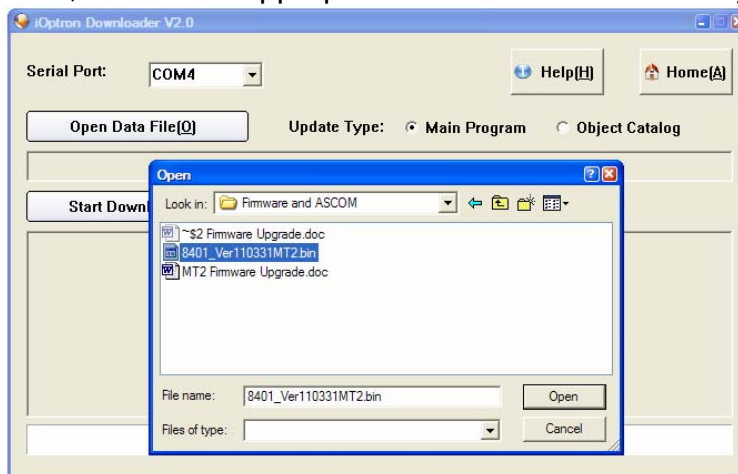 iOptron Downloader V2.0
Serial Port: COM4 Help(H) Home(A)
Open Data File(O) Update Type: Main Program Object Catalog
Open
Look in: Firmware and ASCOM
Start Downl
~$2 Firmware Upgrade.doc
8401_Ver110331MT2.bin
MT2 Firmware Upgrade.doc
File name: 8401_Ver110331MT2.bin Open
Files of type: Cancel